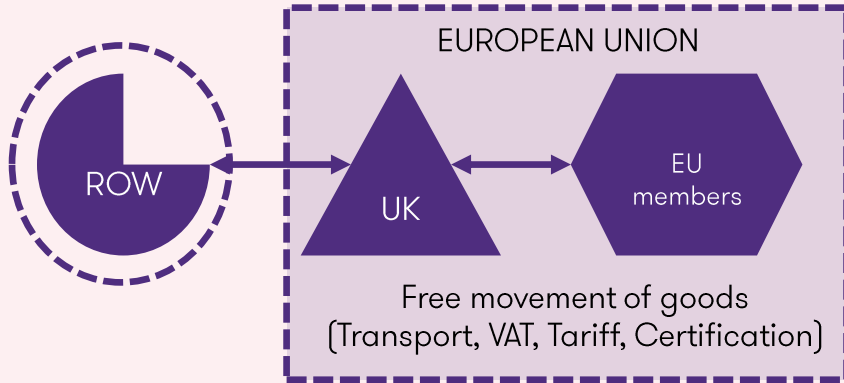 EUROPEAN UNION
ROW
UK
EU
members
Free movement of goods
(Transport, VAT, Tariff, Certification)